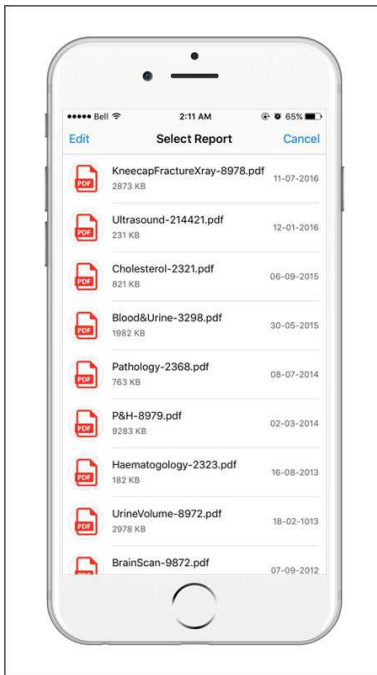 Bell 2:11 AM 65%
Edit Select Report Cancel
PDF KneecapFractureXray-8978.pdf 11-07-2016
2873 KB
PDF Ultrasound-214421.pdf 12-01-2016
231 KB
PDF Cholesterol-2321.pdf 06-09-2015
821 KB
PDF Blood&Urine-3298.pdf 30-05-2015
1982 KB
PDF Pathology-2368.pdf 08-07-2014
763 KB
PDF P&H-8979.pdf 02-03-2014
9283 KB
PDF Haematogology-2323.pdf 16-08-2013
182 KB
PDF UrineVolume-8972.pdf 18-02-1013
2978 KB
PDF BrainScan-9872.pdf 07-09-2012